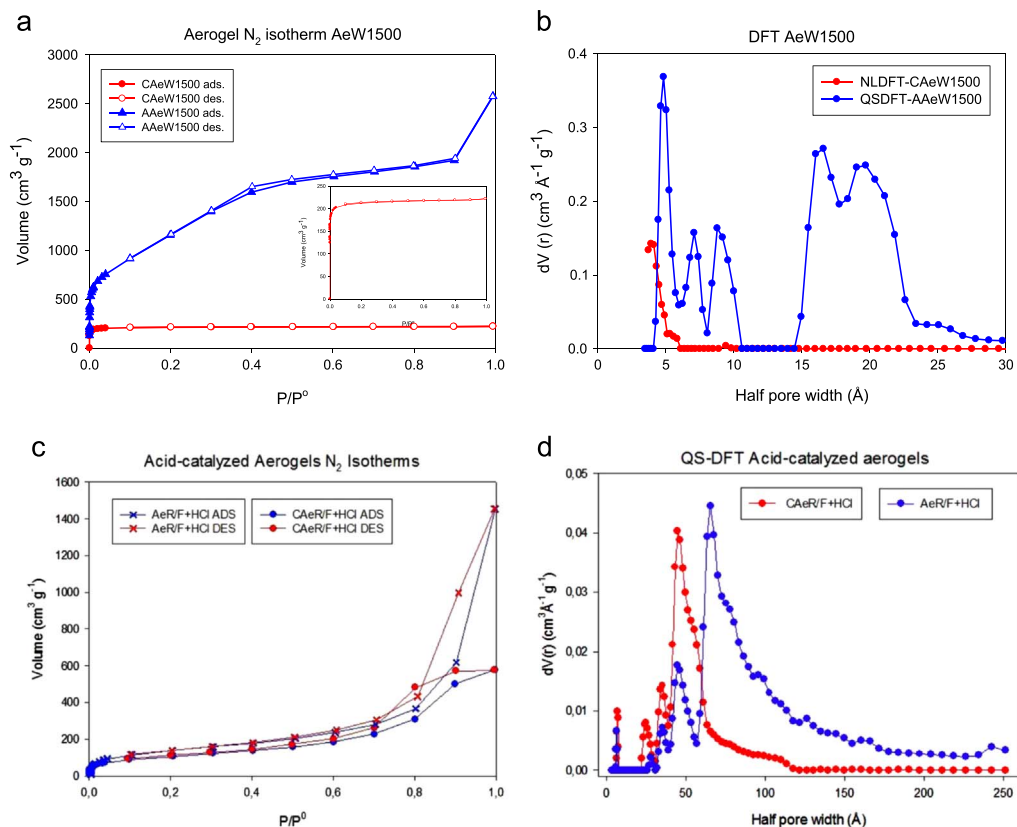 a
Aerogel N2 isotherm AeW1500
3000
2500
2000
1500
1000
500
0
Volume (cm3 g-1)
CAeW1500 ads.
CAeW1500 des.
AAeW1500 ads.
AAeW1500 des.
250
200
150
100
50
0
Volume (cm3 g-1)
0.0 0.2 0.4 0.6 0.8 1.0
P/Po
0.0 0.2 0.4 0.6 0.8 1.0
P/Po
b
DFT AeW1500
0.4
0.3
0.2
0.1
0.0
dV (r) (cm3 Å-1 g-1)
NLDFT-CAeW1500
QSDFT-AAeW1500
0 5 10 15 20 25 30
Half pore width (Å)
c
Acid-catalyzed Aerogels N2 Isotherms
1600
1400
1200
1000
800
600
400
200
0
Volume (cm3 g-1)
AeR/F+HCl ADS
AeR/F+HCl DES
CAeR/F+HCl ADS
CAeR/F+HCl DES
0,0 0,2 0,4 0,6 0,8 1,0
P/P0
d
QS-DFT Acid-catalyzed aerogels
0,05
0,04
0,03
0,02
0,01
0,00
dV(r) (cm3Å-1 g-1)
CAeR/F+HCl
AeR/F+HCl
0 50 100 150 200 250
Half pore width (Å)